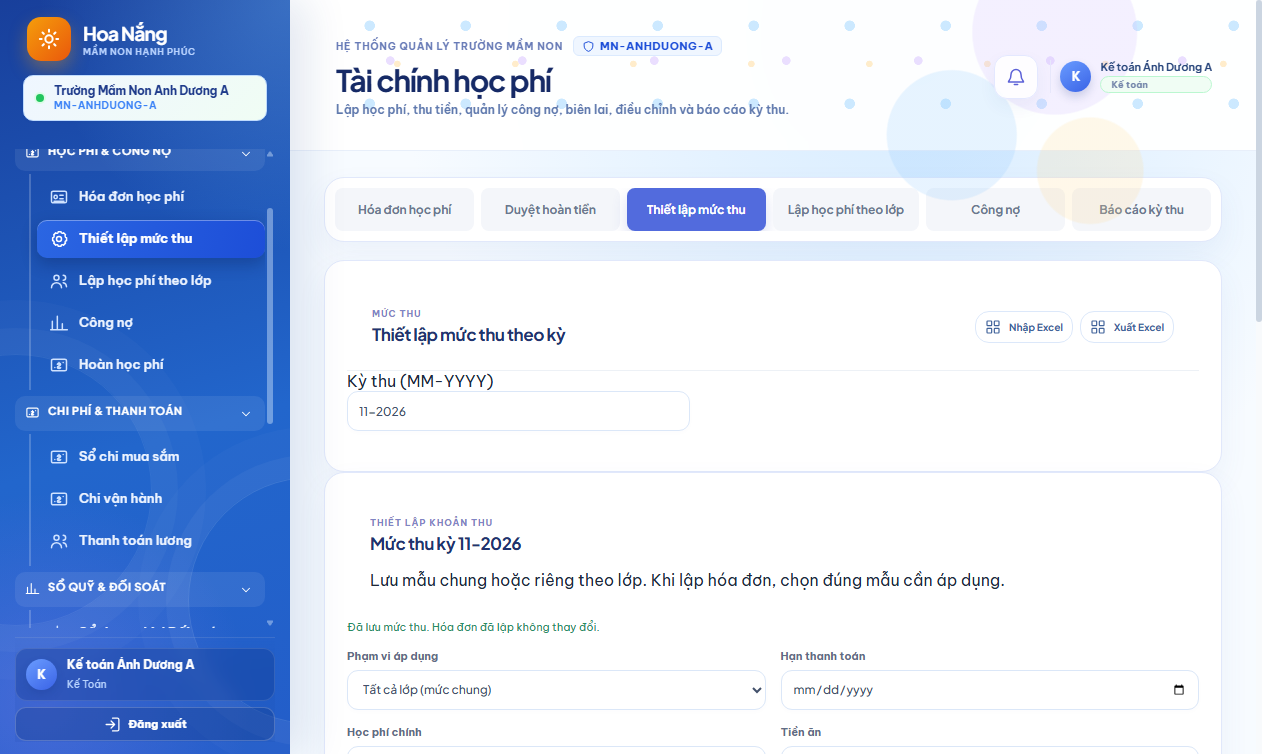 Hoa Nắng
MẦM NON HẠNH PHÚC
Trường Mầm Non Anh Dương A
MN-ANHDUONG-A
HỌC PHÍ & CÔNG NỢ
Hóa đơn học phí
Thiết lập mức thu
Lập học phí theo lớp
Công nợ
Hoàn học phí
CHI PHÍ & THANH TOÁN
Sổ chi mua sắm
Chi vận hành
Thanh toán lương
SỔ QUỸ & ĐỐI SOÁT
K
Kế toán Ánh Dương A
Kế Toán
Đăng xuất
HỆ THỐNG QUẢN LÝ TRƯỜNG MẦM NON
MN-ANHDUONG-A
Tài chính học phí
Lập học phí, thu tiền, quản lý công nợ, biên lai, điều chỉnh và báo cáo kỳ thu.
K
Kế toán Ánh Dương A
Kế toán
Hóa đơn học phí
Duyệt hoàn tiền
Thiết lập mức thu
Lập học phí theo lớp
Công nợ
Báo cáo kỳ thu
MỨC THU
Thiết lập mức thu theo kỳ
Nhập Excel
Xuất Excel
Kỳ thu (MM-YYYY)
11-2026
THIẾT LẬP KHOẢN THU
Mức thu kỳ 11-2026
Lưu mẫu chung hoặc riêng theo lớp. Khi lập hóa đơn, chọn đúng mẫu cần áp dụng.
Đã lưu mức thu. Hóa đơn đã lập không thay đổi.
Phạm vi áp dụng
Hạn thanh toán
Tất cả lớp (mức chung)
mm/dd/yyyy
Học phí chính
Tiền ăn